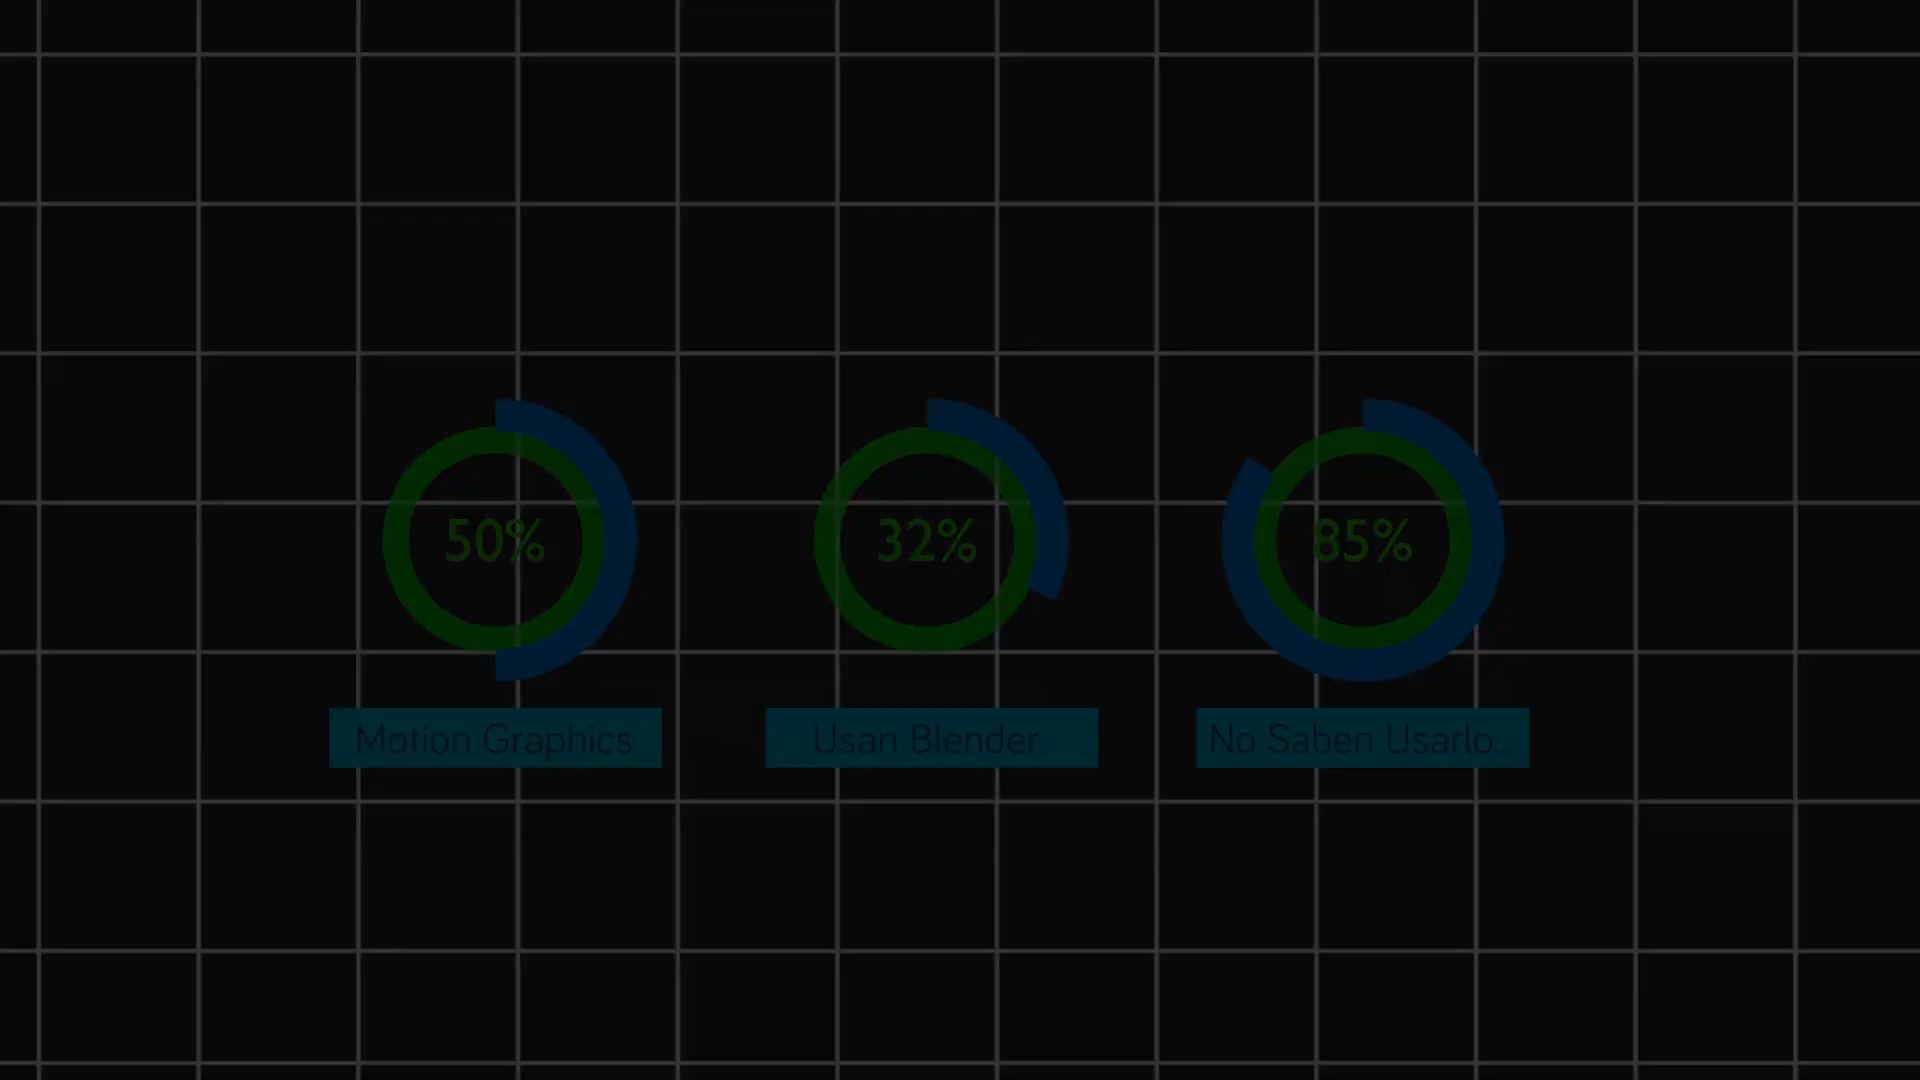 50%
32%
85%
Motion Graphics
Usan Blender
No Saben Usarlo...